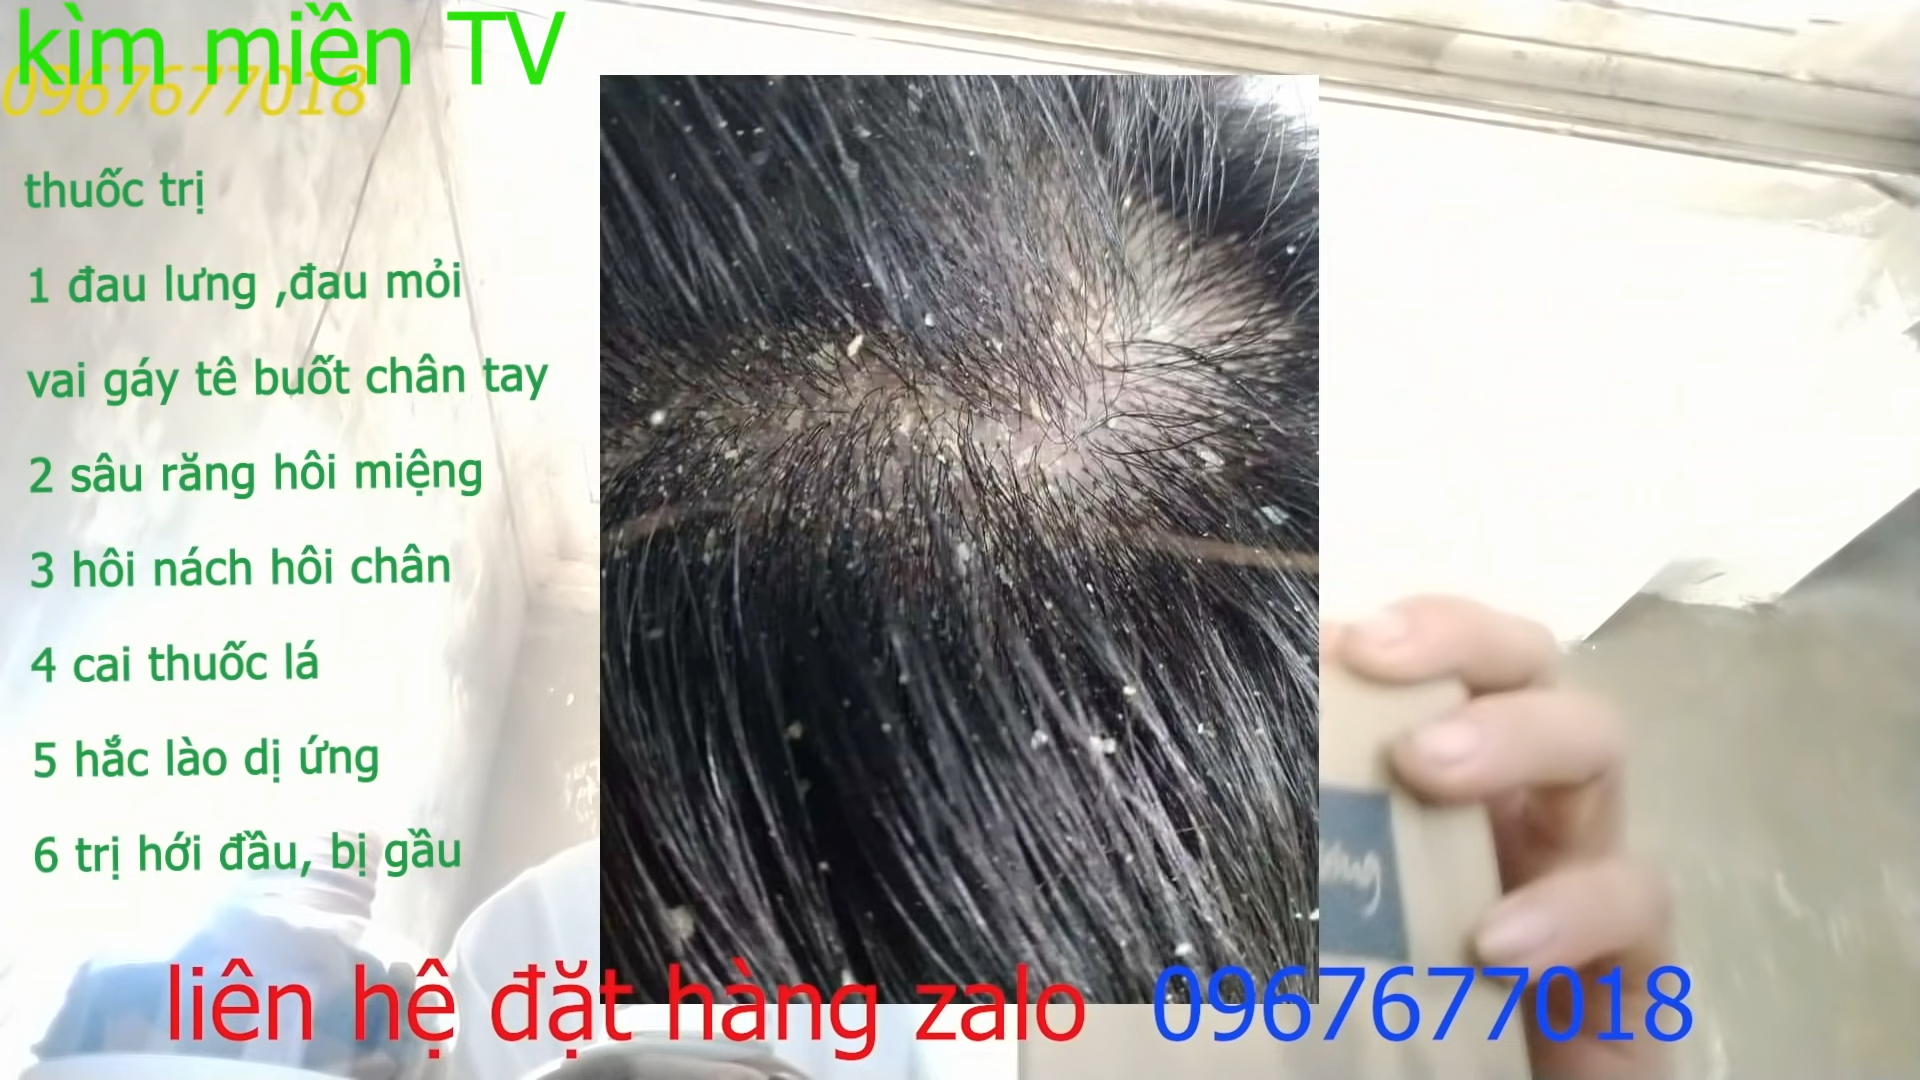 kìm miền TV
0967677018
thuốc trị
1 đau lưng ,đau mỏi
vai gáy tê buốt chân tay
2 sâu răng hôi miệng
3 hôi nách hôi chân
4 cai thuốc lá
5 hắc lào dị ứng
6 trị hới đầu, bị gầu
liên hệ đặt hàng zalo 0967677018